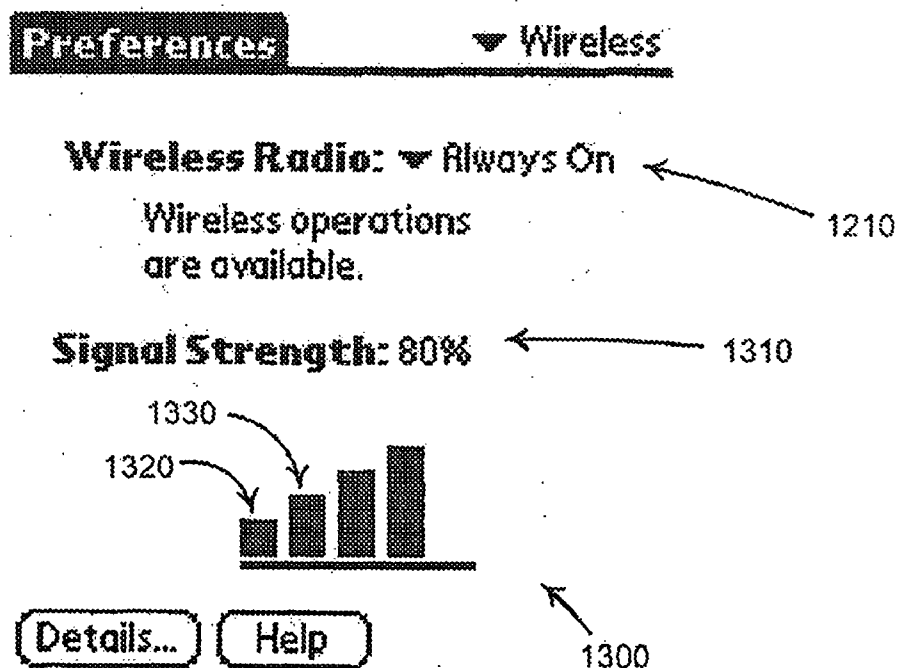 Preferences
Wireless
Wireless Radio: Always On
1210
Wireless operations
are available.
Signal Strength: 80%
1310
1330
1320
Details...
Help
1300